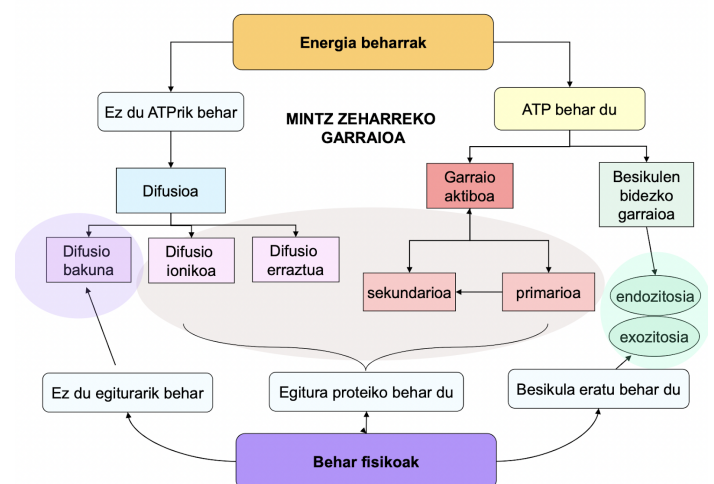 Energia beharrak
Ez du ATPrik behar
ATP behar du
MINTZ ZEHARREKO
GARRAIOA
Difusioa
Garraio
aktiboa
Besikulen
bidezko
garraioa
Difusio
bakuna
Difusio
ionikoa
Difusio
erraztua
sekundarioa
primarioa
endozitosia
exozitosia
Ez du egiturarik behar
Egitura proteiko behar du
Besikula eratu behar du
Behar fisikoak